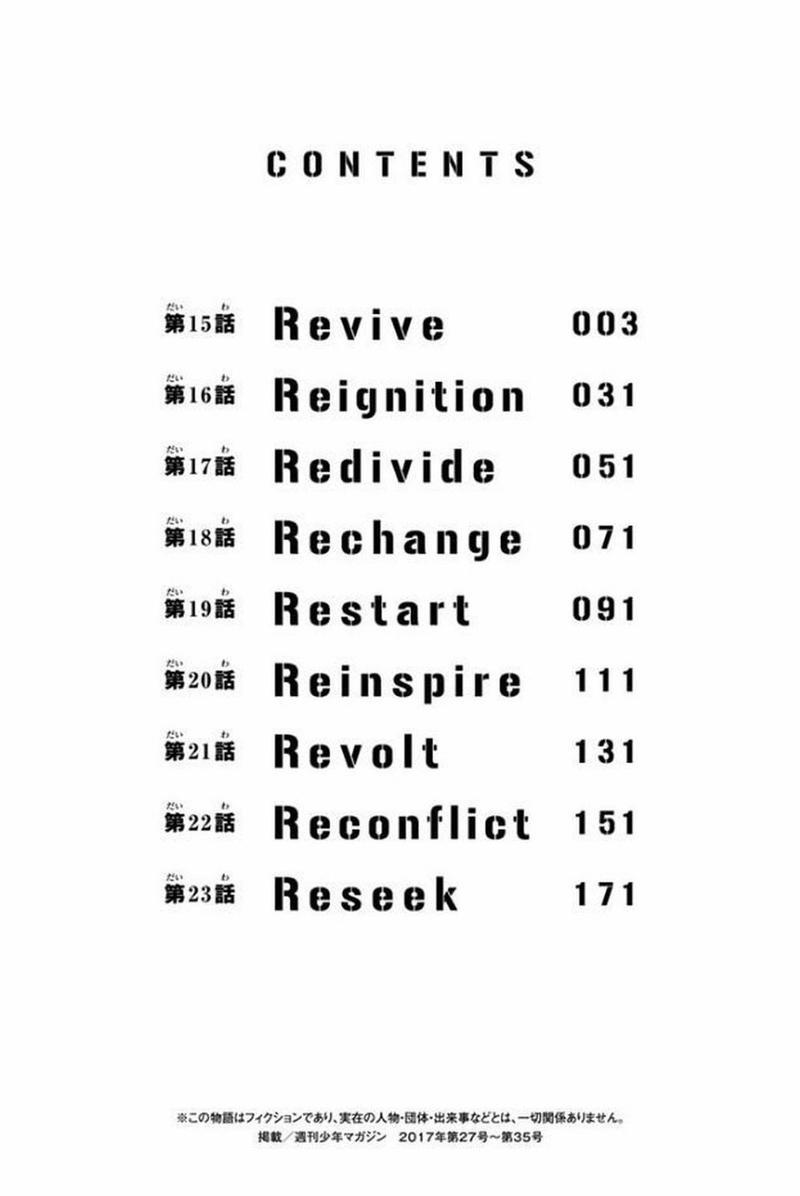 CONTENTS
第15話 Revive 003
第16話 Reignition 031
第17話 Redivide 051
第18話 Rechange 071
第19話 Restart 091
第20話 Reinspire 111
第21話 Revolt 131
第22話 Reconflict 151
第23話 Reseek 171
※この物語はフィクションであり、実在の人物・団体・出来事などとは、一切関係ありません。
掲載／週刊少年マガジン 2017年第27号～第35号